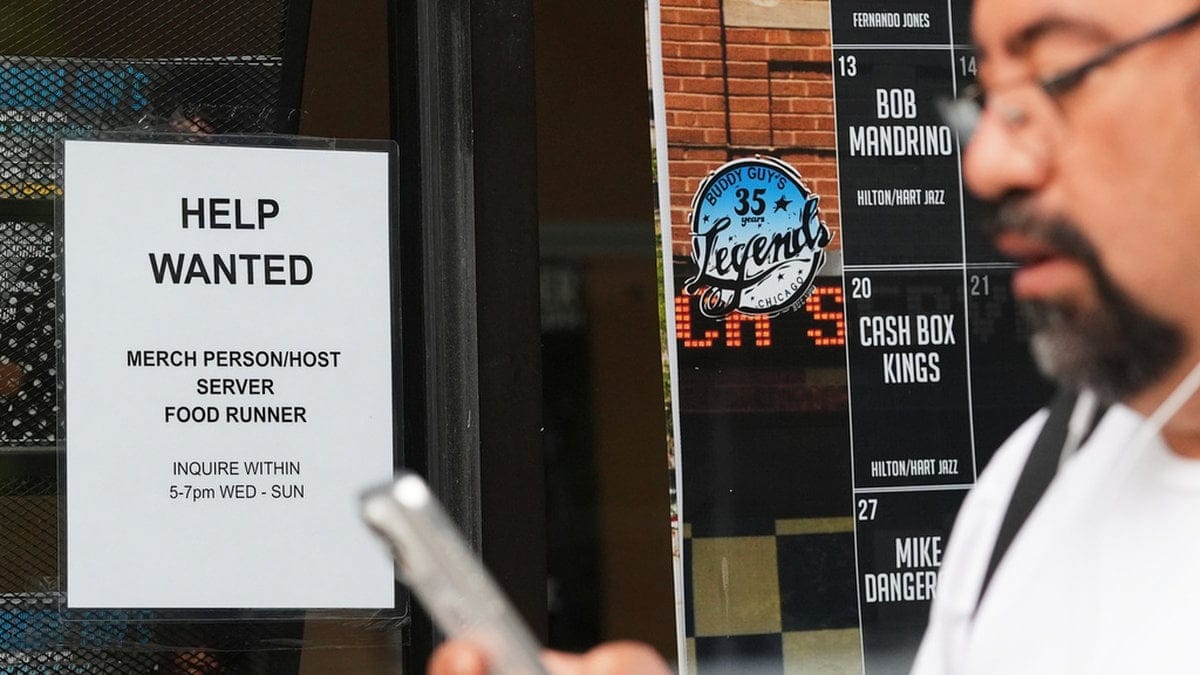 HELP
WANTED
MERCH PERSON/HOST
SERVER
FOOD RUNNER
INQUIRE WITHIN
5-7pm WED - SUN
BUDDY GUY'S
35
years
Legends
CHICAGO
FERNANDO JONES
13
BOB
MANDRINO
HILTON/HART JAZZ
14
20
CASH BOX
KINGS
HILTON/HART JAZZ
21
27
MIKE